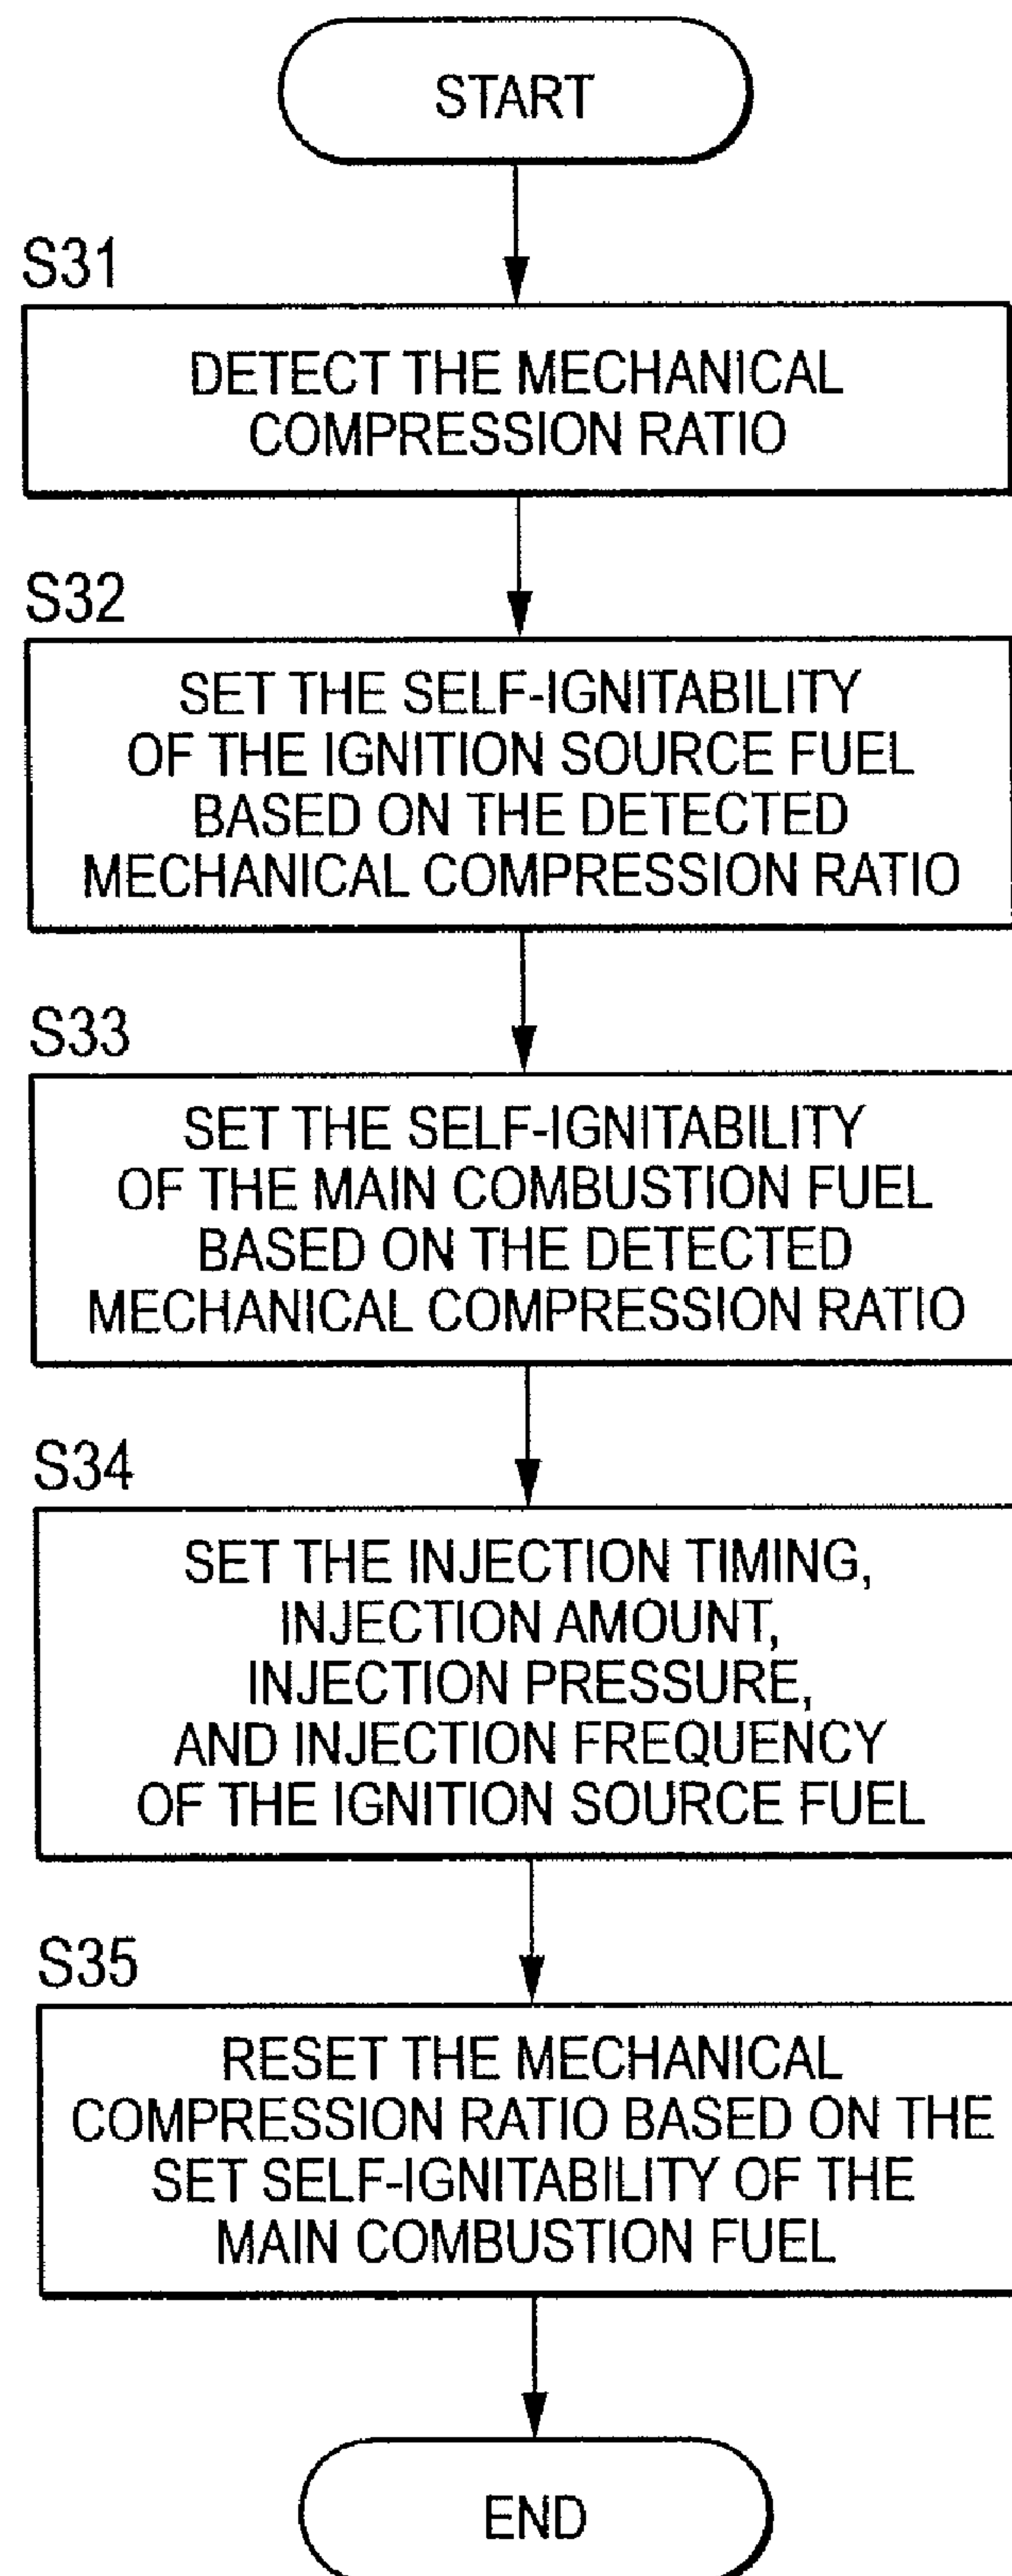 START
S31
DETECT THE MECHANICAL
COMPRESSION RATIO
S32
SET THE SELF-IGNITABILITY
OF THE IGNITION SOURCE FUEL
BASED ON THE DETECTED
MECHANICAL COMPRESSION RATIO
S33
SET THE SELF-IGNITABILITY
OF THE MAIN COMBUSTION FUEL
BASED ON THE DETECTED
MECHANICAL COMPRESSION RATIO
S34
SET THE INJECTION TIMING,
INJECTION AMOUNT,
INJECTION PRESSURE,
AND INJECTION FREQUENCY
OF THE IGNITION SOURCE FUEL
S35
RESET THE MECHANICAL
COMPRESSION RATIO BASED ON THE
SET SELF-IGNITABILITY OF THE
MAIN COMBUSTION FUEL
END